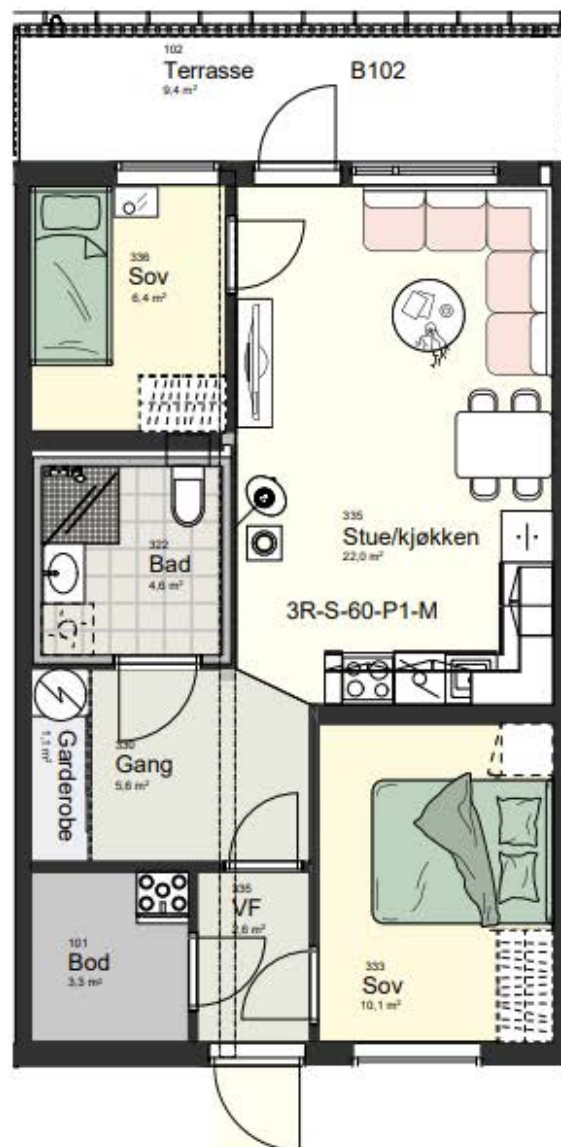 102
Terrasse
9,4 m²
B102
336
Sov
6,4 m²
335
Stue/kjøkken
22,0 m²
322
Bad
4,6 m²
3R-S-60-P1-M
330
Gang
5,6 m²
Garderobe
1,1 m²
335
VF
2,6 m²
101
Bod
3,3 m²
333
Sov
10,1 m²